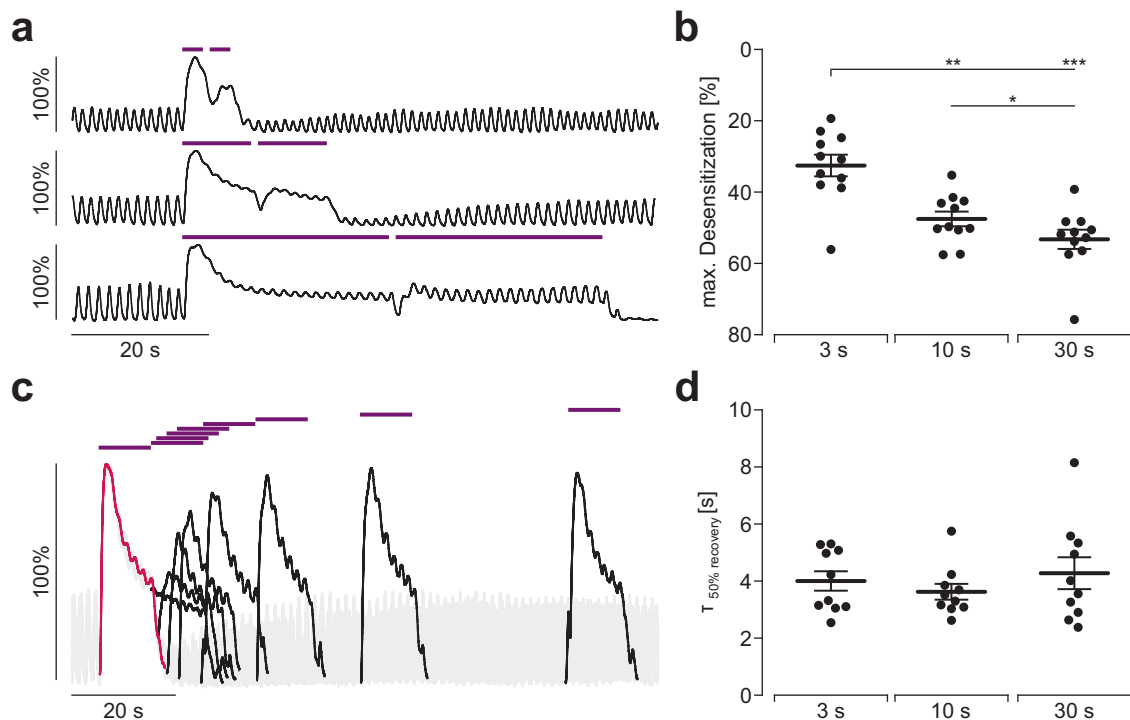 a
100%
100%
100%
20 s
b
max. Desensitization [%]
0
20
40
60
80
**
***
*
3 s
10 s
30 s
c
100%
20 s
d
τ 50% recovery [s]
10
8
6
4
2
0
3 s
10 s
30 s